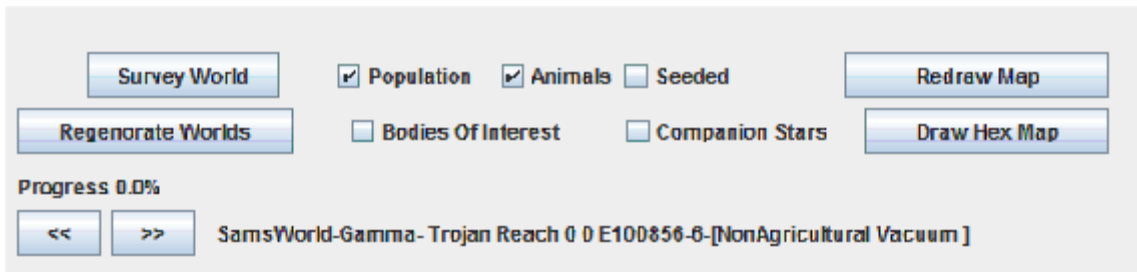 Survey World Population Animals Seeded Redraw Map
Regenorate Worlds Bodies Of Interest Companion Stars Draw Hex Map
Progress 0.0%
<< >> SamsWorld-Gamma- Trojan Reach 0 0 E100856-6-[NonAgricultural Vacuum ]